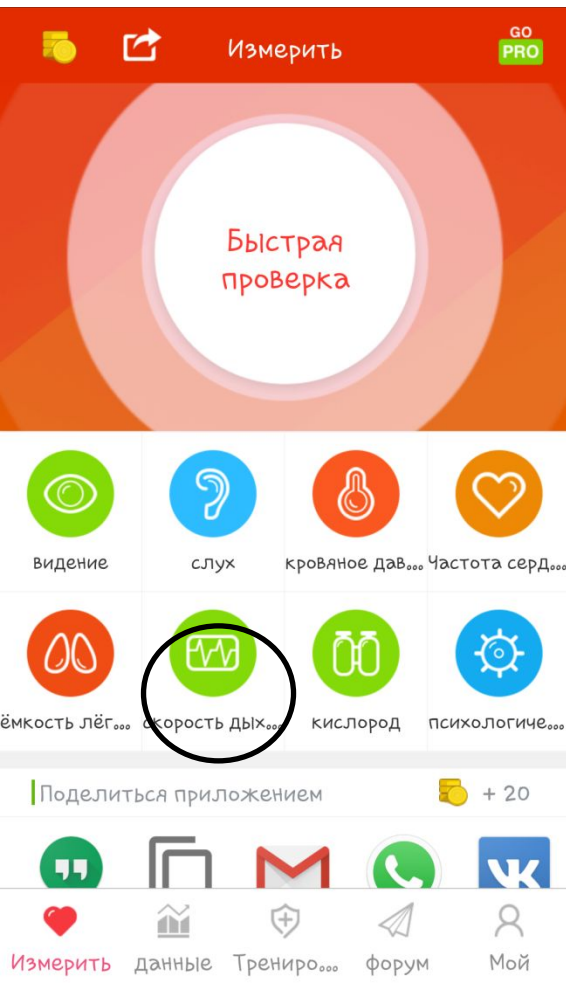 Измерить
GO
PRO
Быстрая
проверка
видение
слух
кровяное дав...
Частота серд...
ёмкость лёг...
скорость дых...
кислород
психологиче...
Поделиться приложением
+ 20
Измерить
данные
Трениро...
форум
Мой